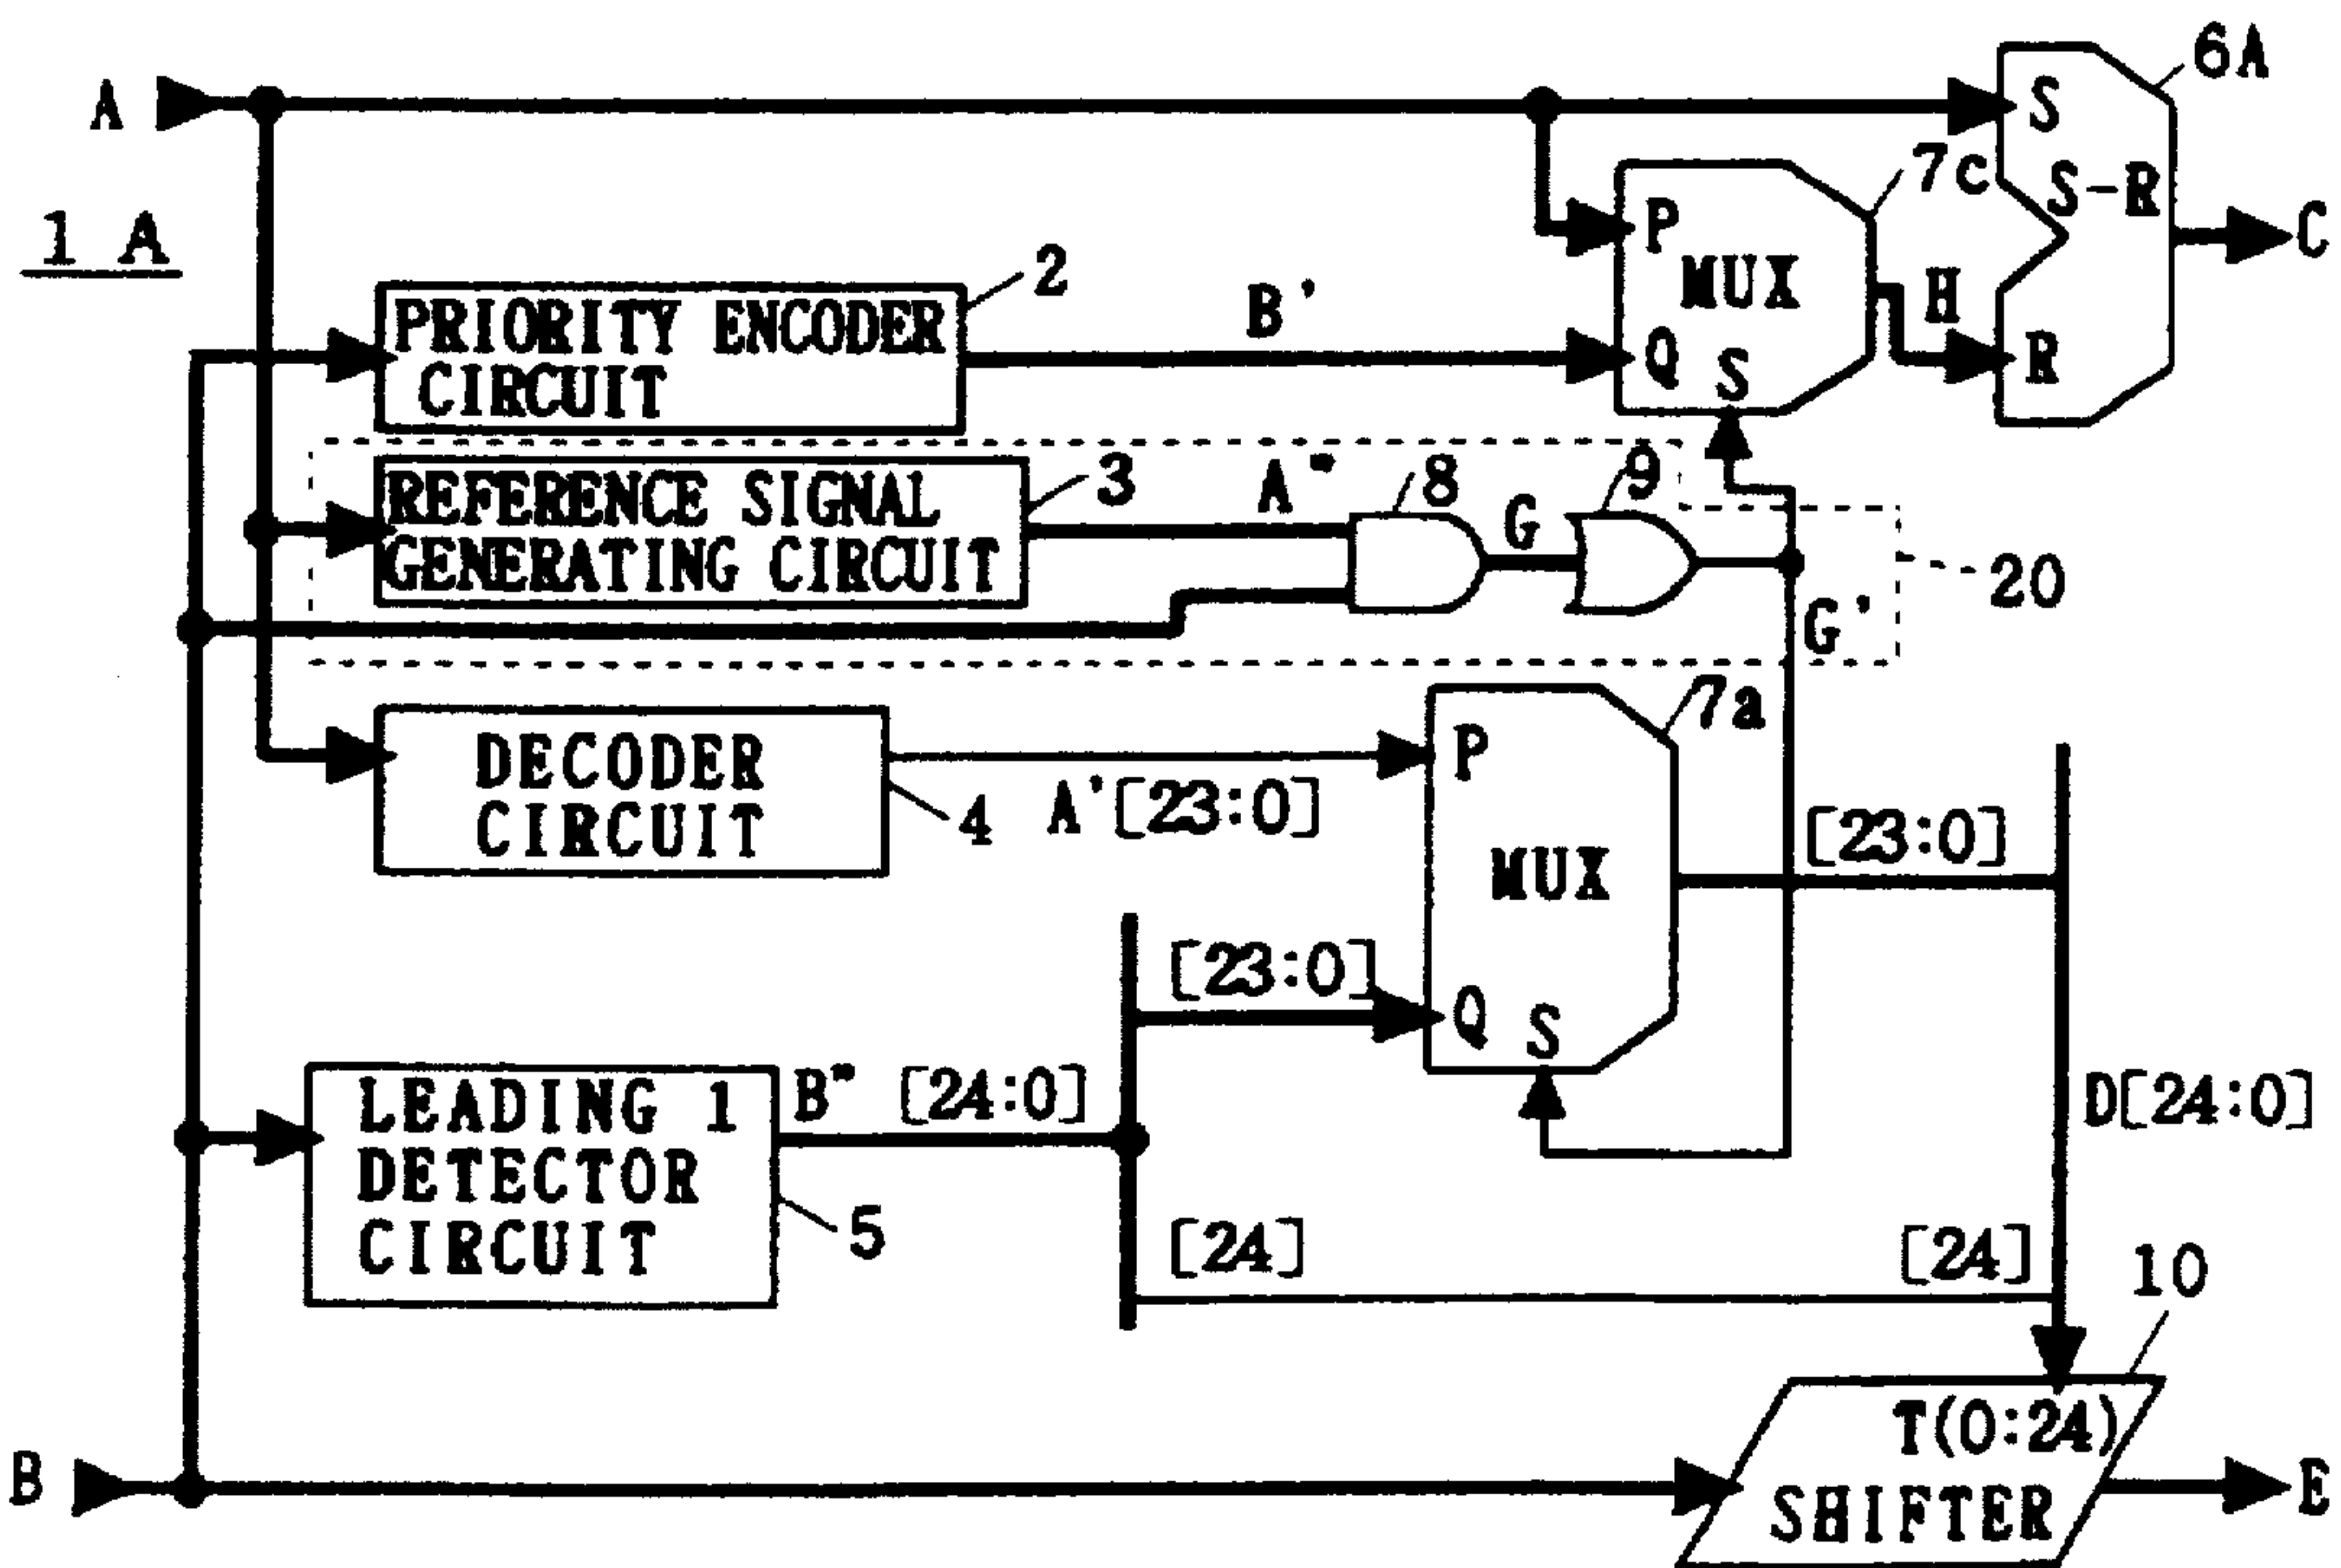 6A
A
S
7c
S-R
1 A
P
C
2
MUX
H
B'
PRIORITY ENCODER
CIRCUIT
Q
S
R
REFERENCE SIGNAL
GENERATING CIRCUIT
3
A"
8
9
G
20
G'
7a
DECODER
CIRCUIT
P
4
A'[23:0]
[23:0]
MUX
[23:0]
Q
S
LEADING 1
DETECTOR
CIRCUIT
B" [24:0]
D[24:0]
5
[24]
[24]
10
T(0:24)
B
SHIFTER
E